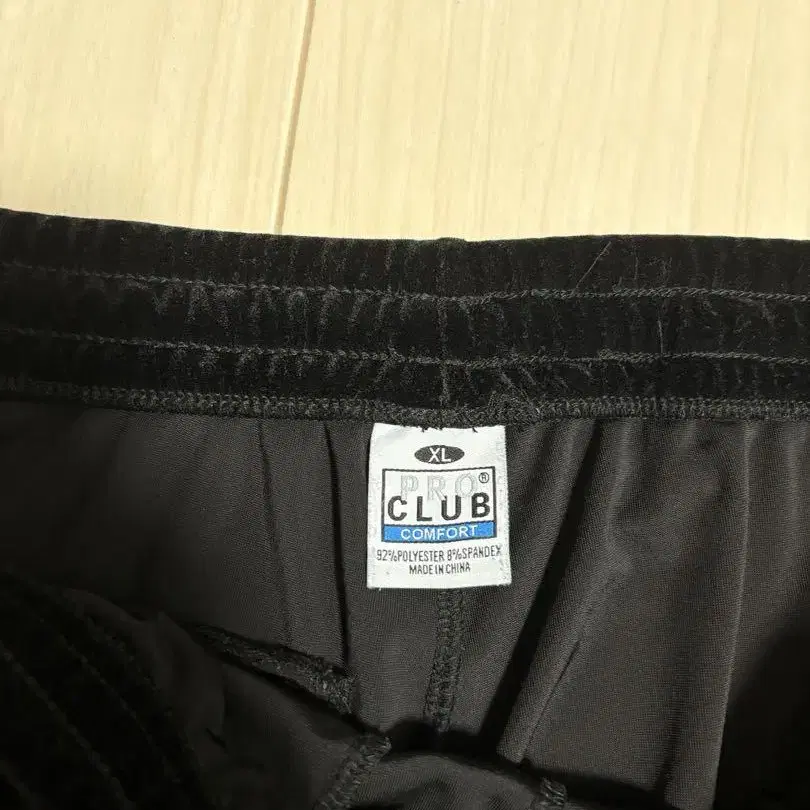 XL
PRO®
CLUB
COMFORT
92%POLYESTER 8%SPANDEX
MADE IN CHINA